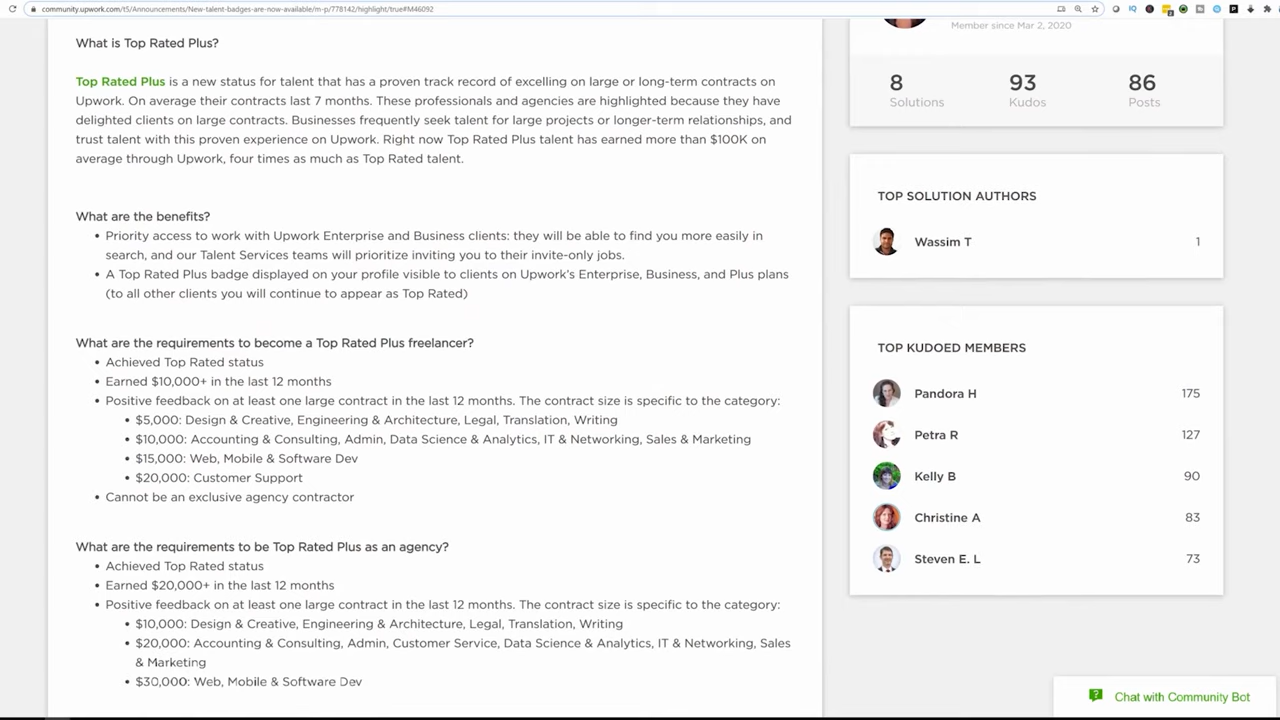 community.upwork.com/t5/Announcements/New-talent-badges-are-now-available/m-p/778142/highlight/true#M46092
What is Top Rated Plus?
Top Rated Plus is a new status for talent that has a proven track record of excelling on large or long-term contracts on
Upwork. On average their contracts last 7 months. These professionals and agencies are highlighted because they have
delighted clients on large contracts. Businesses frequently seek talent for large projects or longer-term relationships, and
trust talent with this proven experience on Upwork. Right now Top Rated Plus talent has earned more than $100K on
average through Upwork, four times as much as Top Rated talent.
What are the benefits?
• Priority access to work with Upwork Enterprise and Business clients: they will be able to find you more easily in
search, and our Talent Services teams will prioritize inviting you to their invite-only jobs.
• A Top Rated Plus badge displayed on your profile visible to clients on Upwork's Enterprise, Business, and Plus plans
(to all other clients you will continue to appear as Top Rated)
What are the requirements to become a Top Rated Plus freelancer?
• Achieved Top Rated status
• Earned $10,000+ in the last 12 months
• Positive feedback on at least one large contract in the last 12 months. The contract size is specific to the category:
• $5,000: Design & Creative, Engineering & Architecture, Legal, Translation, Writing
• $10,000: Accounting & Consulting, Admin, Data Science & Analytics, IT & Networking, Sales & Marketing
• $15,000: Web, Mobile & Software Dev
• $20,000: Customer Support
• Cannot be an exclusive agency contractor
What are the requirements to be Top Rated Plus as an agency?
• Achieved Top Rated status
• Earned $20,000+ in the last 12 months
• Positive feedback on at least one large contract in the last 12 months. The contract size is specific to the category:
• $10,000: Design & Creative, Engineering & Architecture, Legal, Translation, Writing
• $20,000: Accounting & Consulting, Admin, Customer Service, Data Science & Analytics, IT & Networking, Sales
& Marketing
• $30,000: Web, Mobile & Software Dev
Member since Mar 2, 2020
8 93 86
Solutions Kudos Posts
TOP SOLUTION AUTHORS
Wassim T 1
TOP KUDOED MEMBERS
Pandora H 175
Petra R 127
Kelly B 90
Christine A 83
Steven E. L 73
Chat with Community Bot